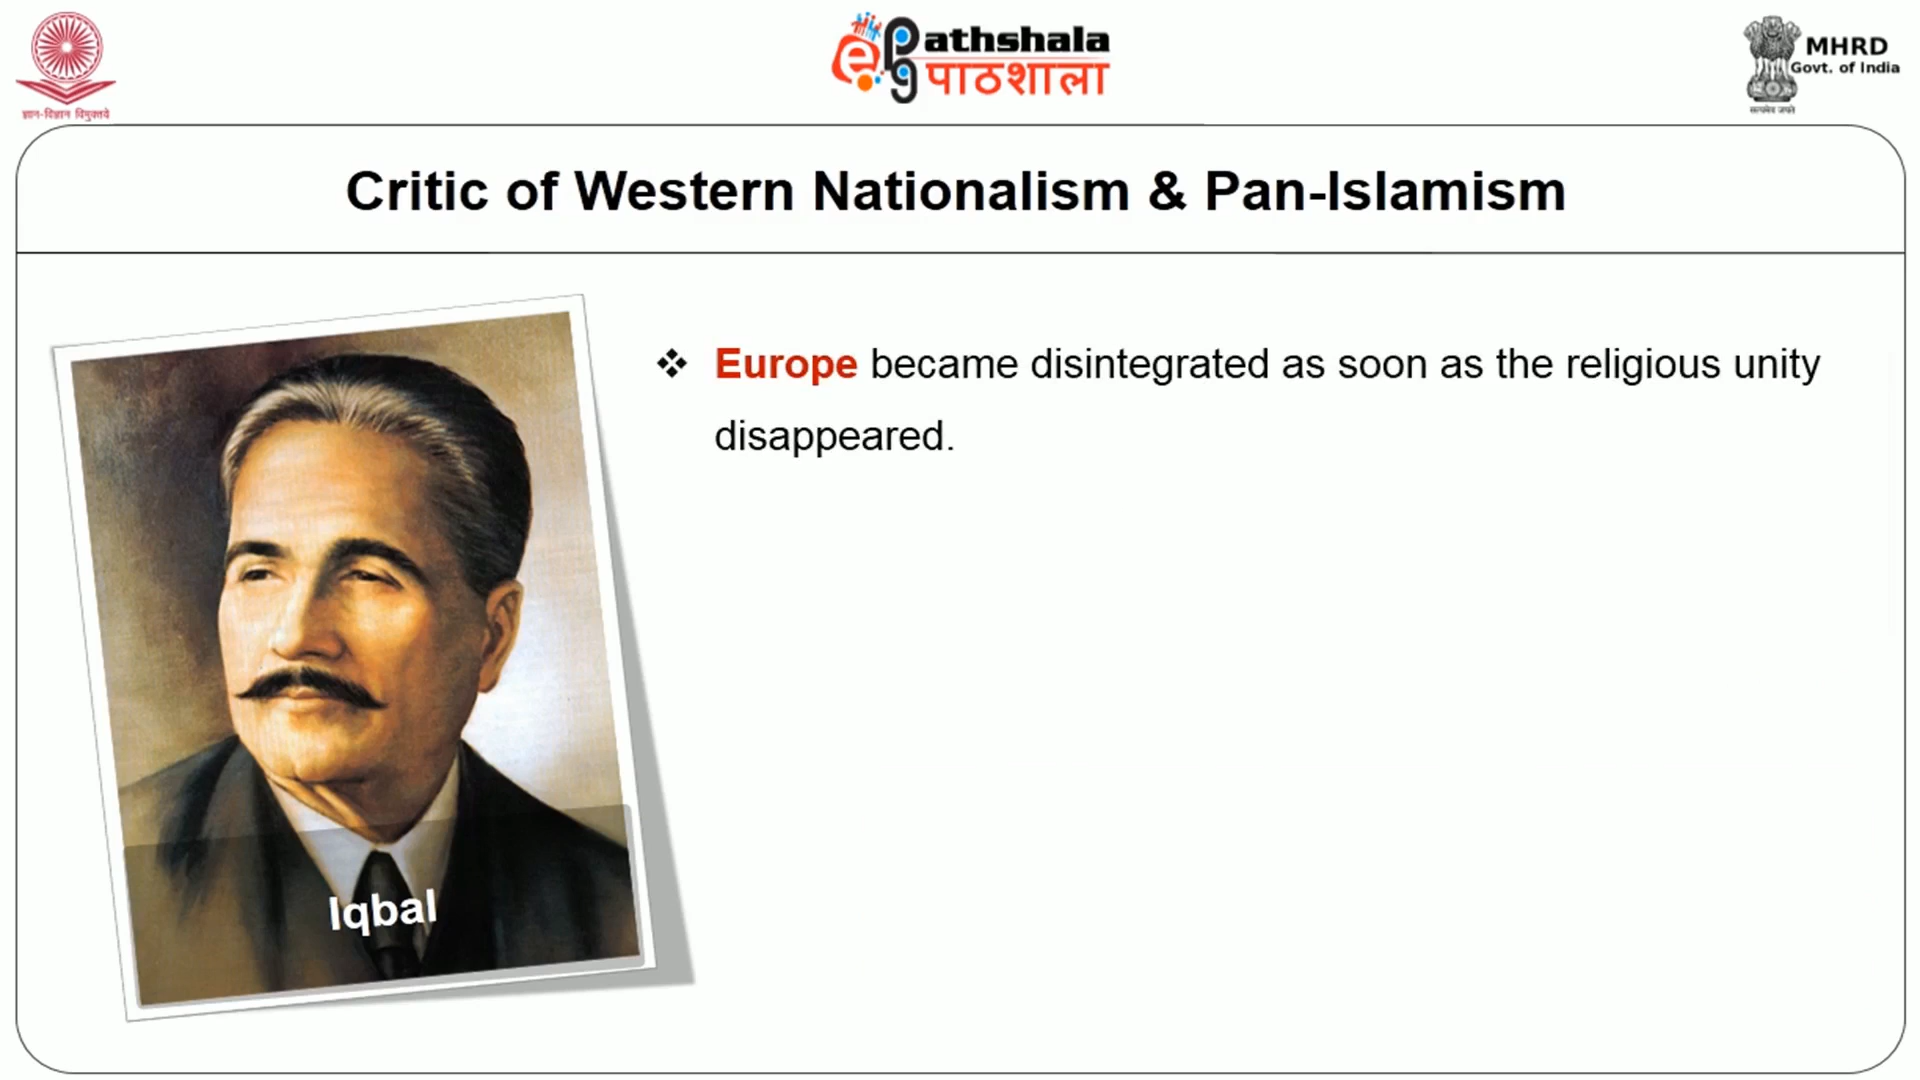 ज्ञान-विज्ञान विमुक्तये
ePathshala
pg पाठशाला
MHRD
Govt. of India
सत्यमेव जयते
Critic of Western Nationalism & Pan-Islamism
❖ Europe became disintegrated as soon as the religious unity
disappeared.
Iqbal